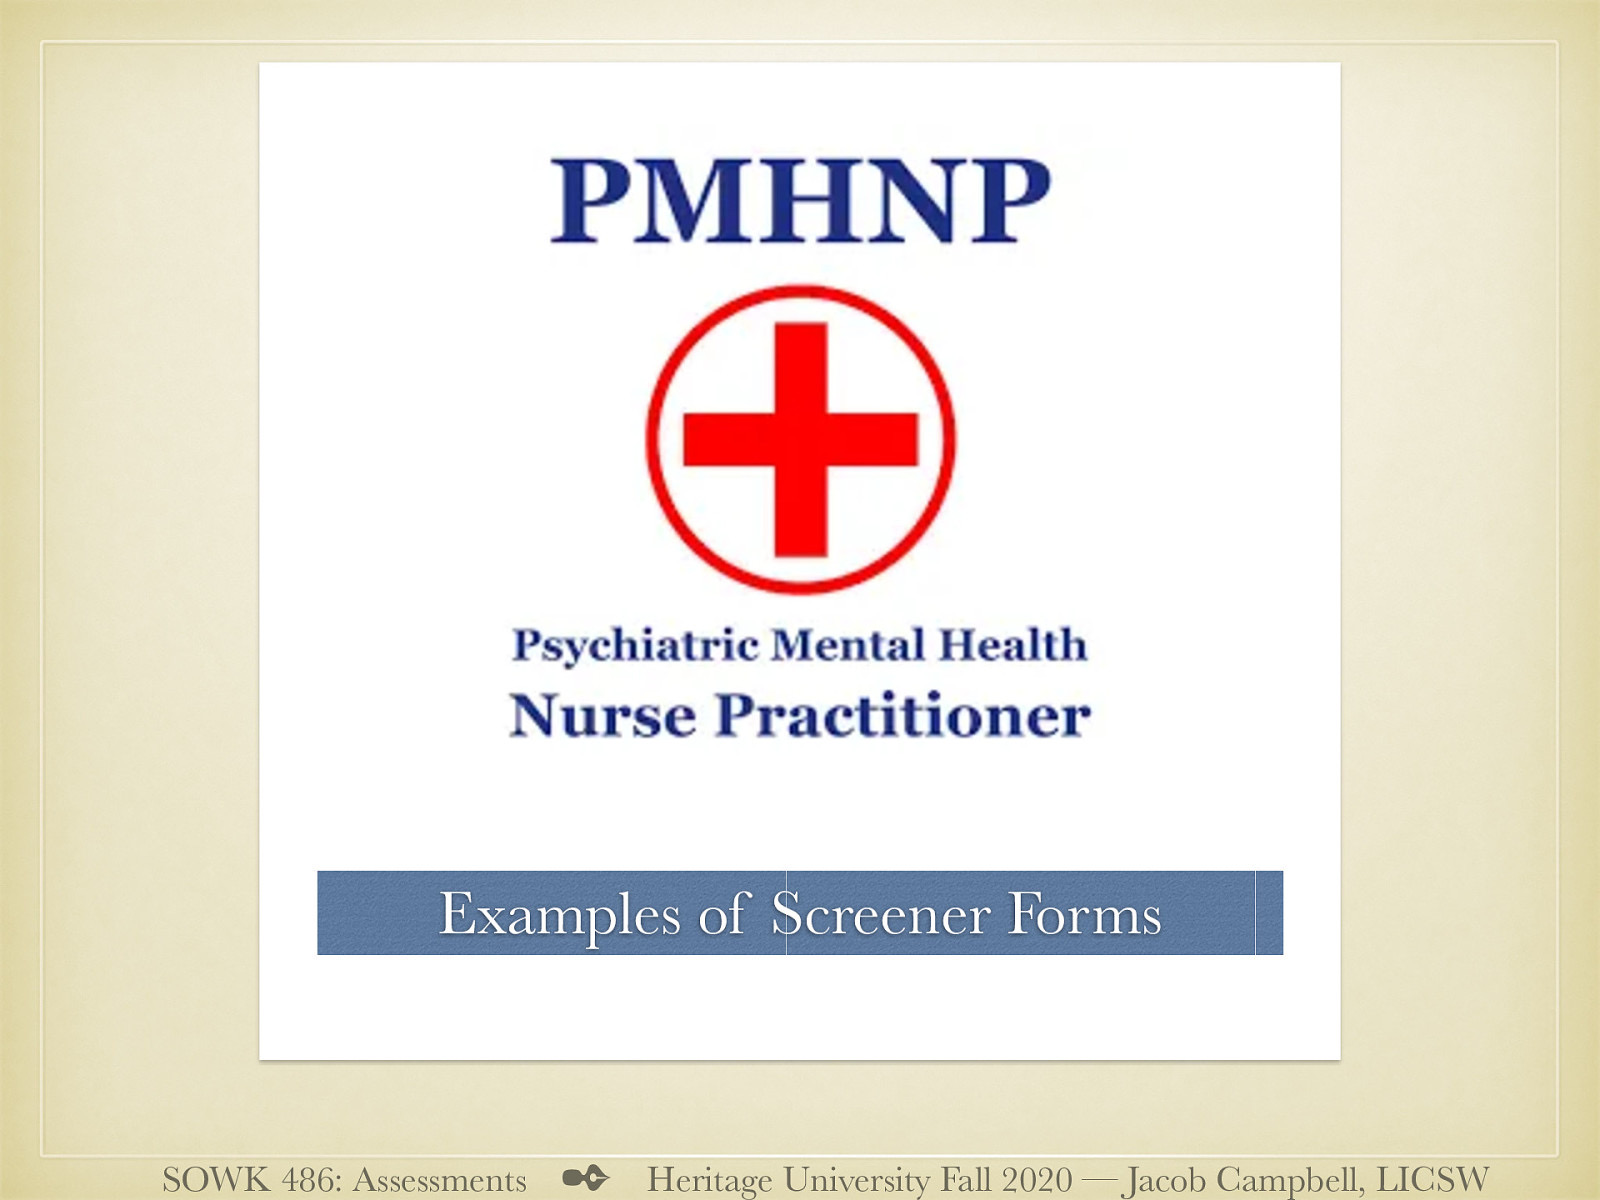 PMHNP
Psychiatric Mental Health
Nurse Practitioner
Examples of Screener Forms
SOWK 486: Assessments ✒ Heritage University Fall 2020 — Jacob Campbell, LICSW